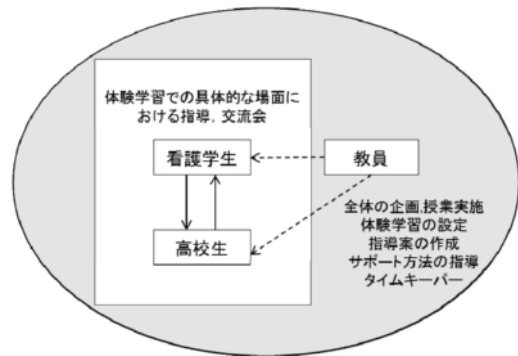 体験学習での具体的な場面に
おける指導，交流会
看護学生
教員
高校生
全体の企画，授業実施
体験学習の設定
指導案の作成
サポート方法の指導
タイムキーパー